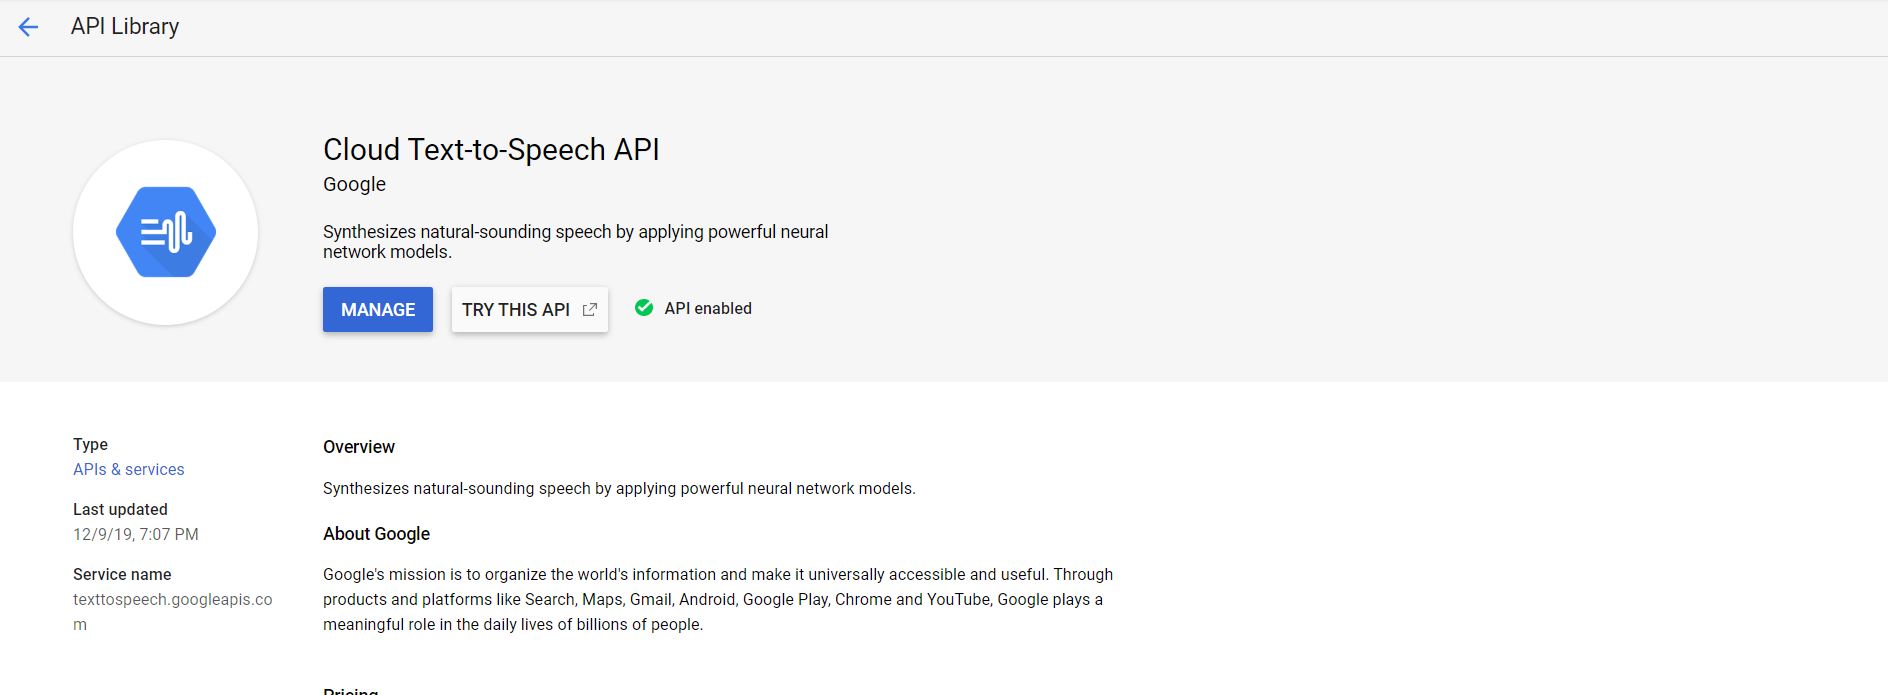 API Library
Cloud Text-to-Speech API
Google
Synthesizes natural-sounding speech by applying powerful neural
network models.
MANAGE
TRY THIS API
API enabled
Type
APIs & services
Last updated
12/9/19, 7:07 PM
Service name
texttospeech.googleapis.co
m
Overview
Synthesizes natural-sounding speech by applying powerful neural network models.
About Google
Google's mission is to organize the world's information and make it universally accessible and useful. Through
products and platforms like Search, Maps, Gmail, Android, Google Play, Chrome and YouTube, Google plays a
meaningful role in the daily lives of billions of people.
Pricing